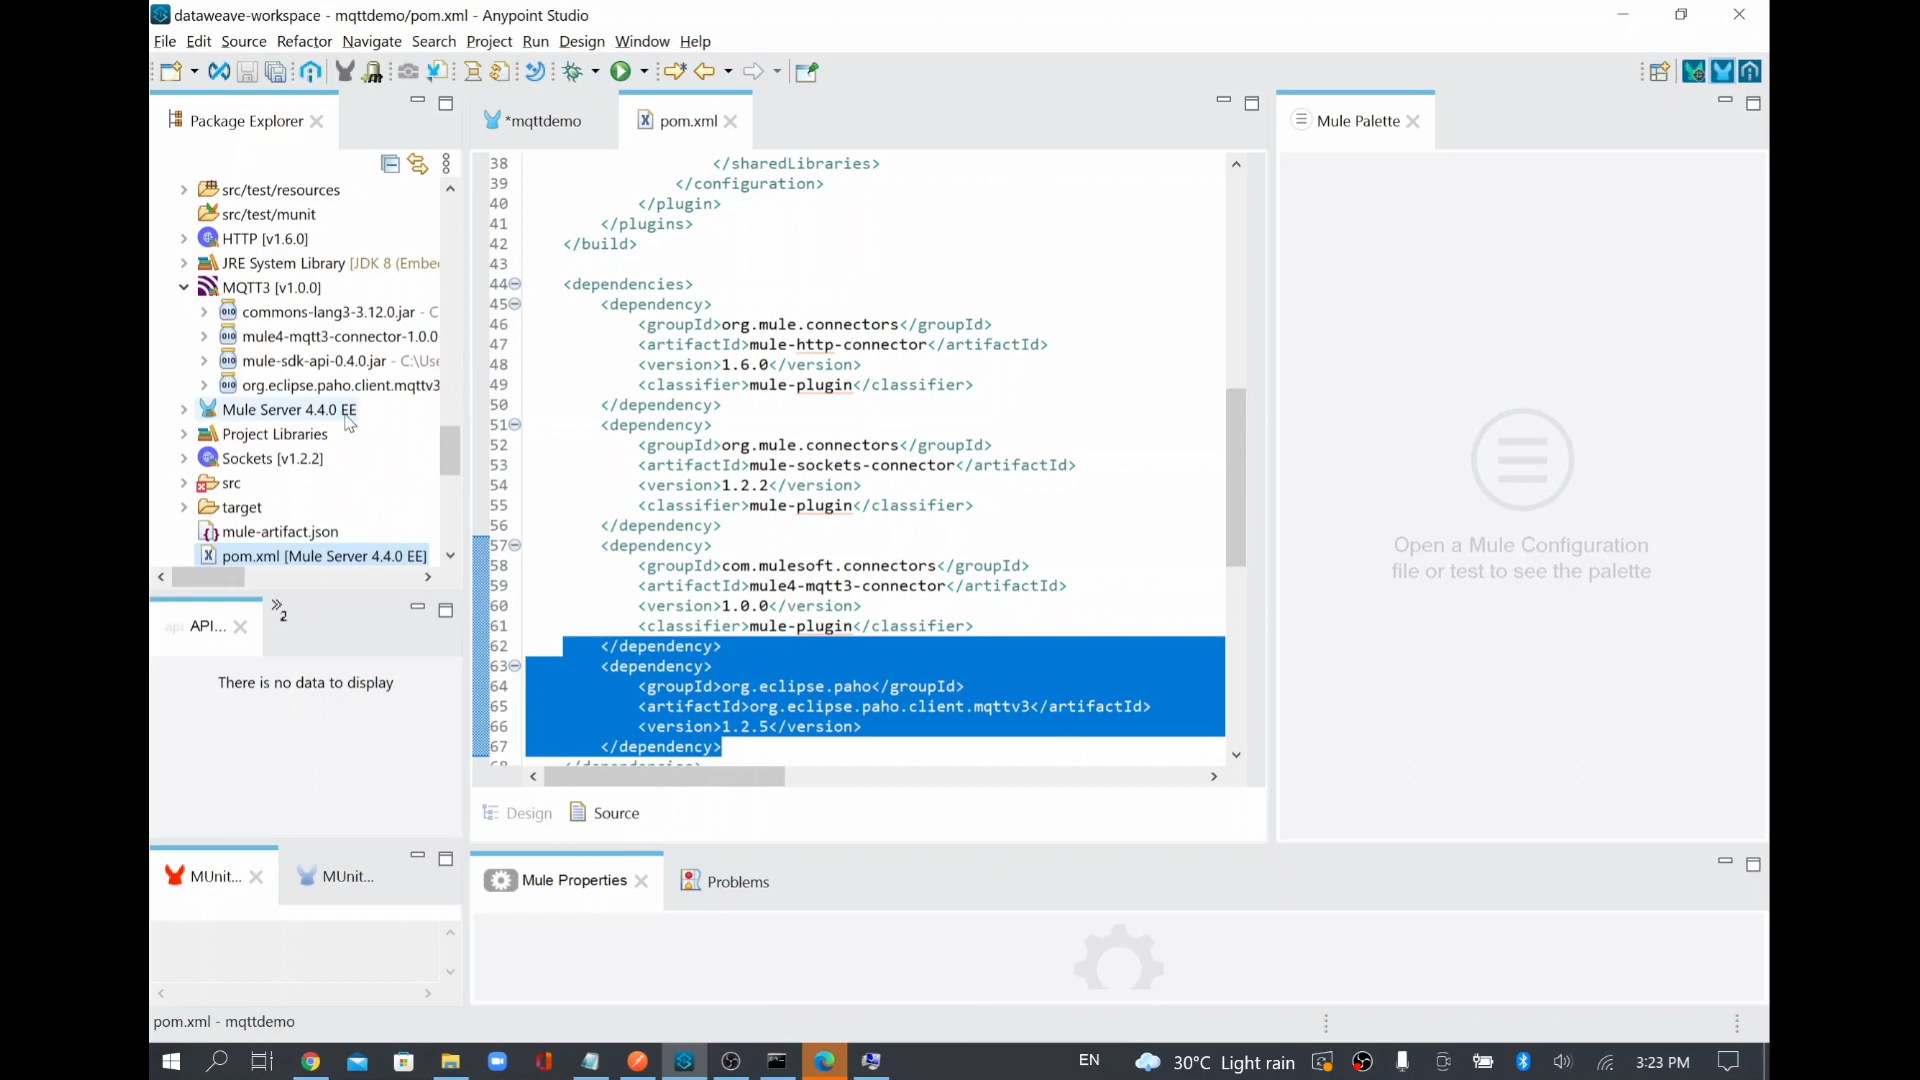 dataweave-workspace - mqttdemo/pom.xml - Anypoint Studio
File Edit Source Refactor Navigate Search Project Run Design Window Help
Package Explorer
*mqttdemo
pom.xml
Mule Palette
src/test/resources
src/test/munit
HTTP [v1.6.0]
JRE System Library [JDK 8 (Embe
MQTT3 [v1.0.0]
commons-lang3-3.12.0.jar - C
mule4-mqtt3-connector-1.0.0
mule-sdk-api-0.4.0.jar - C:\Use
org.eclipse.paho.client.mqttv3
Mule Server 4.4.0 EE
Project Libraries
Sockets [v1.2.2]
src
target
mule-artifact.json
pom.xml [Mule Server 4.4.0 EE]
38 </sharedLibraries>
39 </configuration>
40 </plugin>
41 </plugins>
42 </build>
43
44 <dependencies>
45 <dependency>
46 <groupId>org.mule.connectors</groupId>
47 <artifactId>mule-http-connector</artifactId>
48 <version>1.6.0</version>
49 <classifier>mule-plugin</classifier>
50 </dependency>
51 <dependency>
52 <groupId>org.mule.connectors</groupId>
53 <artifactId>mule-sockets-connector</artifactId>
54 <version>1.2.2</version>
55 <classifier>mule-plugin</classifier>
56 </dependency>
57 <dependency>
58 <groupId>com.mulesoft.connectors</groupId>
59 <artifactId>mule4-mqtt3-connector</artifactId>
60 <version>1.0.0</version>
61 <classifier>mule-plugin</classifier>
62 </dependency>
63 <dependency>
64 <groupId>org.eclipse.paho</groupId>
65 <artifactId>org.eclipse.paho.client.mqttv3</artifactId>
66 <version>1.2.5</version>
67 </dependency>
Open a Mule Configuration
file or test to see the palette
api API...
2
There is no data to display
Design Source
MUnit...
MUnit...
Mule Properties
Problems
pom.xml - mqttdemo
EN
30°C Light rain
3:23 PM